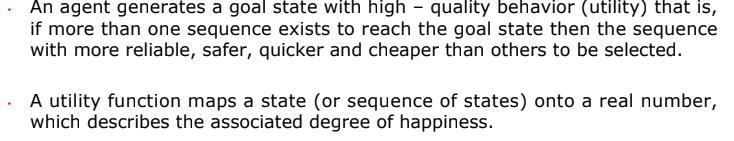 · An agent generates a goal state with high – quality behavior (utility) that is,
if more than one sequence exists to reach the goal state then the sequence
with more reliable, safer, quicker and cheaper than others to be selected.
· A utility function maps a state (or sequence of states) onto a real number,
which describes the associated degree of happiness.